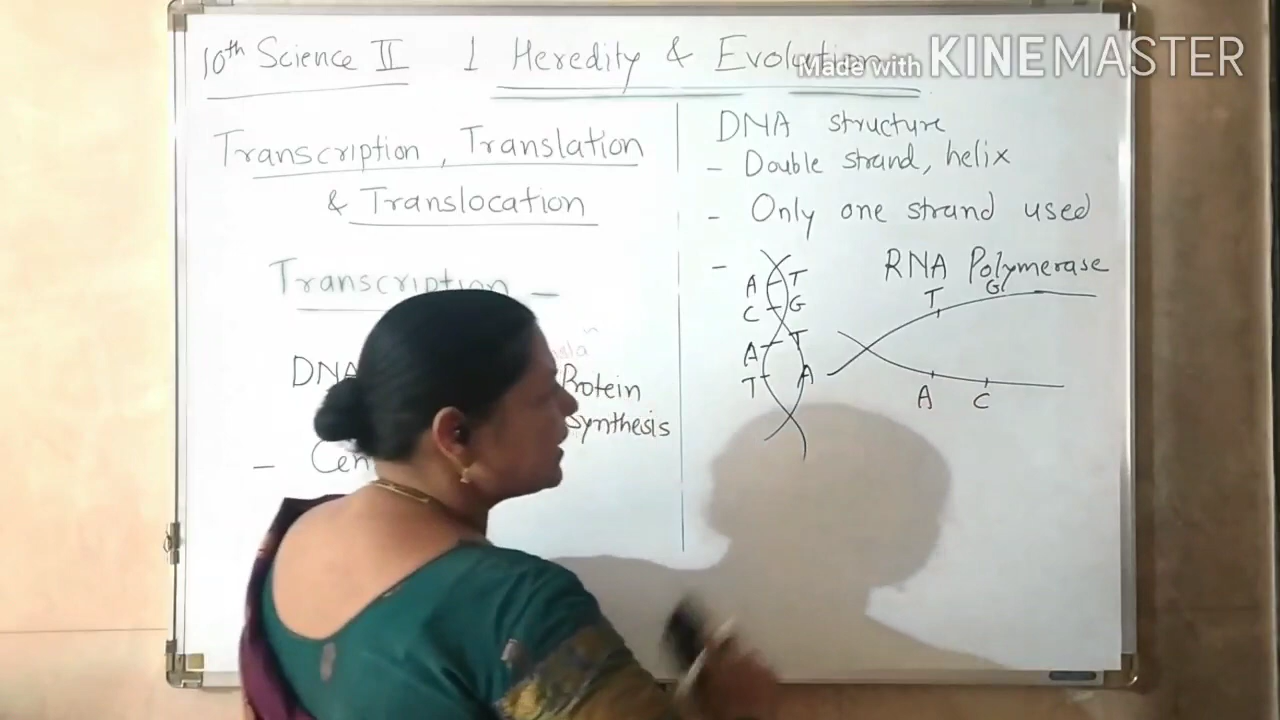 10th Science II 1 Heredity & Evolution
Made with KINEMASTER
Transcription, Translation
& Translocation
Transcription –
DNA Protein
synthesis
– Cen
DNA structure
– Double strand, helix
– Only one strand used
–
A T
C G
A T
T A
RNA Polymerase
T G
A C